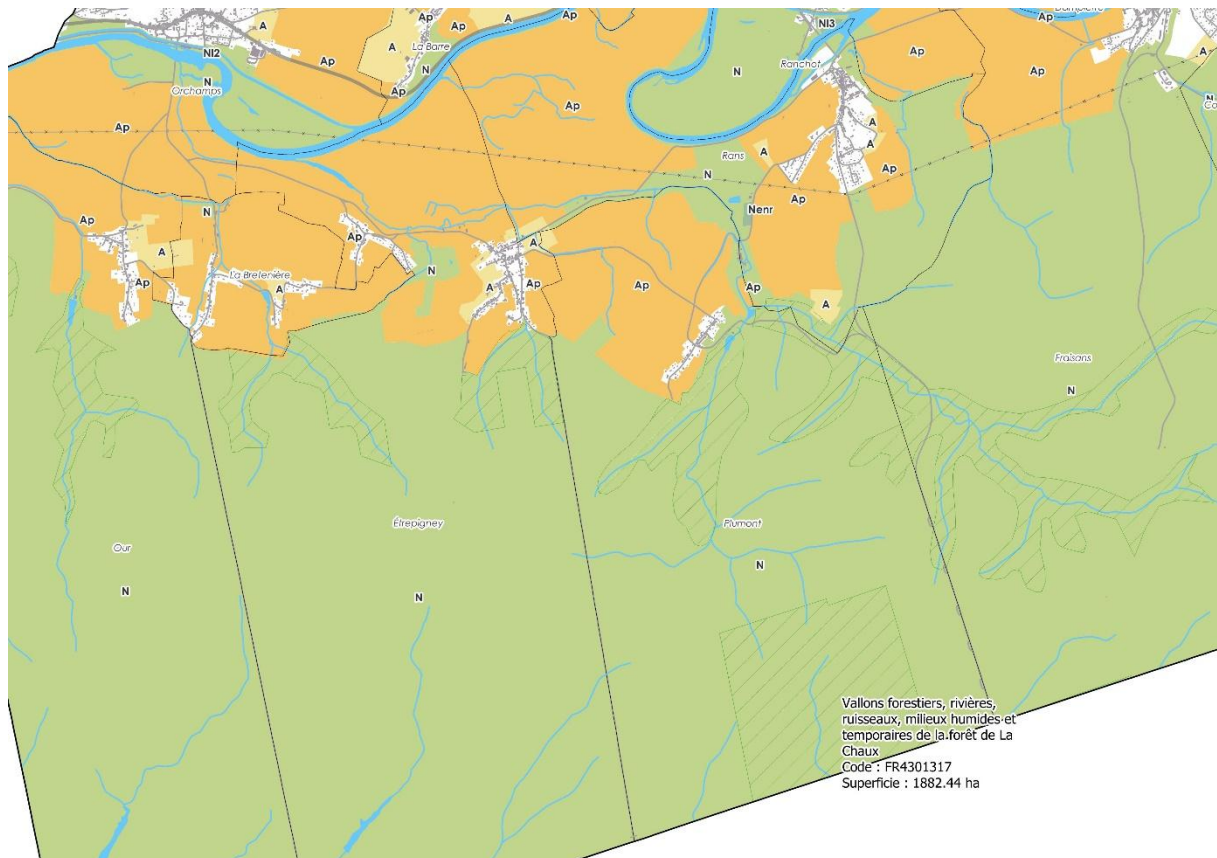 Ap
A
Dampierre
A
La Barre
Ap
NI3
NI2
Ap
N
Ranchot
N
A
N
Orchamps
Ap
Ap
Ap
N
Ap
Ap
A
A
Rans
A
Ap
N
Ap
Ap
N
Nenr
Ap
Ap
A
A
N
La Bretenière
Ap
A
A
Ap
Ap
Ap
A
Fraisans
N
Étrepigney
Plumont
Our
N
N
N
Vallons forestiers, rivières,
ruisseaux, milieux humides et
temporaires de la forêt de La
Chaux
Code : FR4301317
Superficie : 1882.44 ha